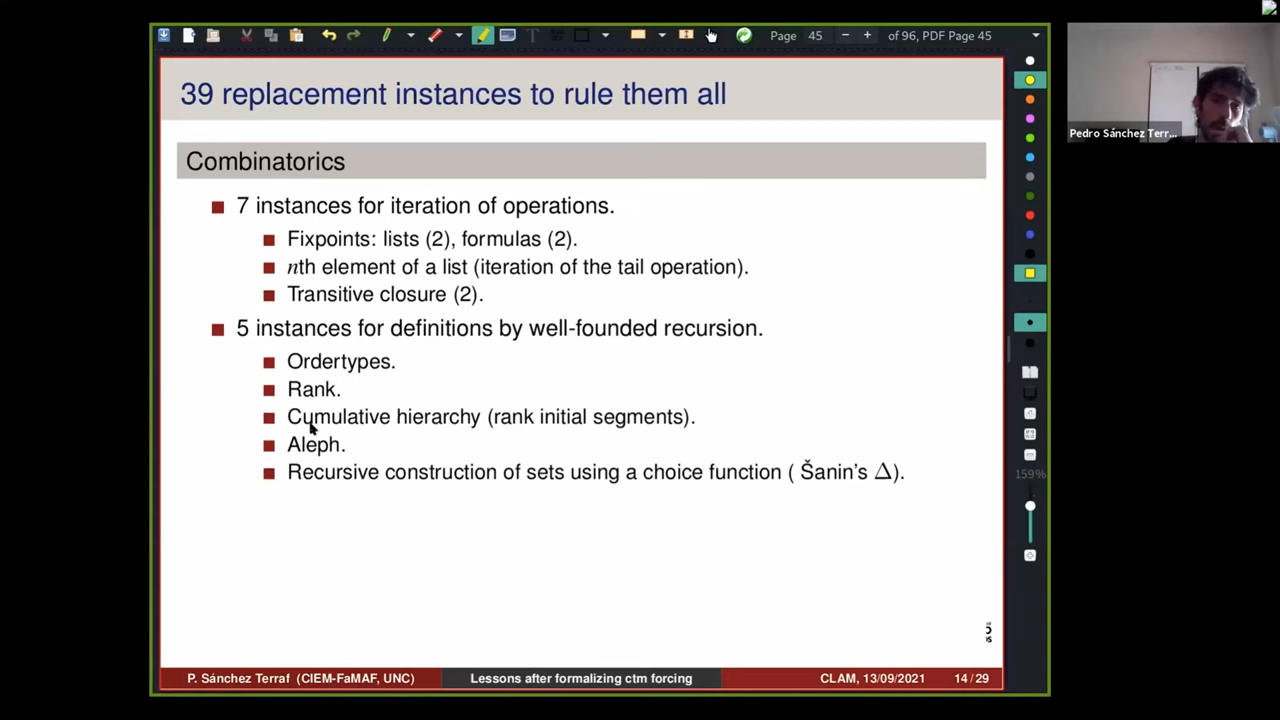 Page 45 − + of 96, PDF Page 45
39 replacement instances to rule them all
Combinatorics
7 instances for iteration of operations.
Fixpoints: lists (2), formulas (2).
nth element of a list (iteration of the tail operation).
Transitive closure (2).
5 instances for definitions by well-founded recursion.
Ordertypes.
Rank.
Cumulative hierarchy (rank initial segments).
Aleph.
Recursive construction of sets using a choice function ( Šanin's Δ).
P. Sánchez Terraf (CIEM-FaMAF, UNC)
Lessons after formalizing ctm forcing
CLAM, 13/09/2021
14 / 29
159%
Pedro Sánchez Terr...